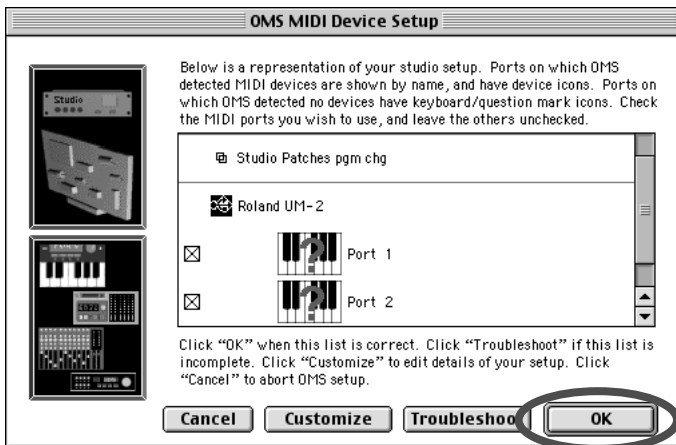 OMS MIDI Device Setup
Studio
Below is a representation of your studio setup. Ports on which OMS
detected MIDI devices are shown by name, and have device icons. Ports on
which OMS detected no devices have keyboard/question mark icons. Check
the MIDI ports you wish to use, and leave the others unchecked.
Studio Patches pgm chg
Roland UM-2
? Port 1
? Port 2
Click “OK” when this list is correct. Click “Troubleshoot” if this list is
incomplete. Click “Customize” to edit details of your setup. Click
“Cancel” to abort OMS setup.
Cancel Customize Troubleshoo OK